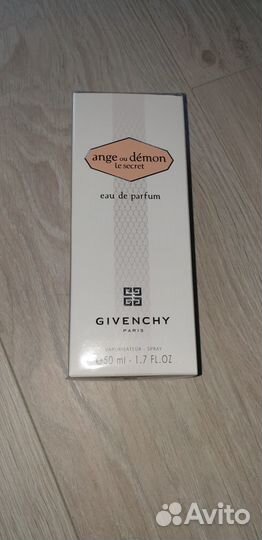 ange ou démon
le secret
eau de parfum
GIVENCHY
PARIS
VAPORISATEUR - SPRAY
50 ml - 1.7 FL.OZ
Avito